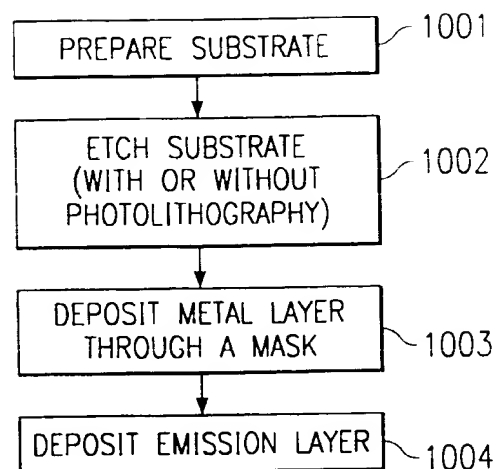 PREPARE SUBSTRATE
1001
ETCH SUBSTRATE
(WITH OR WITHOUT
PHOTOLITHOGRAPHY)
1002
DEPOSIT METAL LAYER
THROUGH A MASK
1003
DEPOSIT EMISSION LAYER
1004